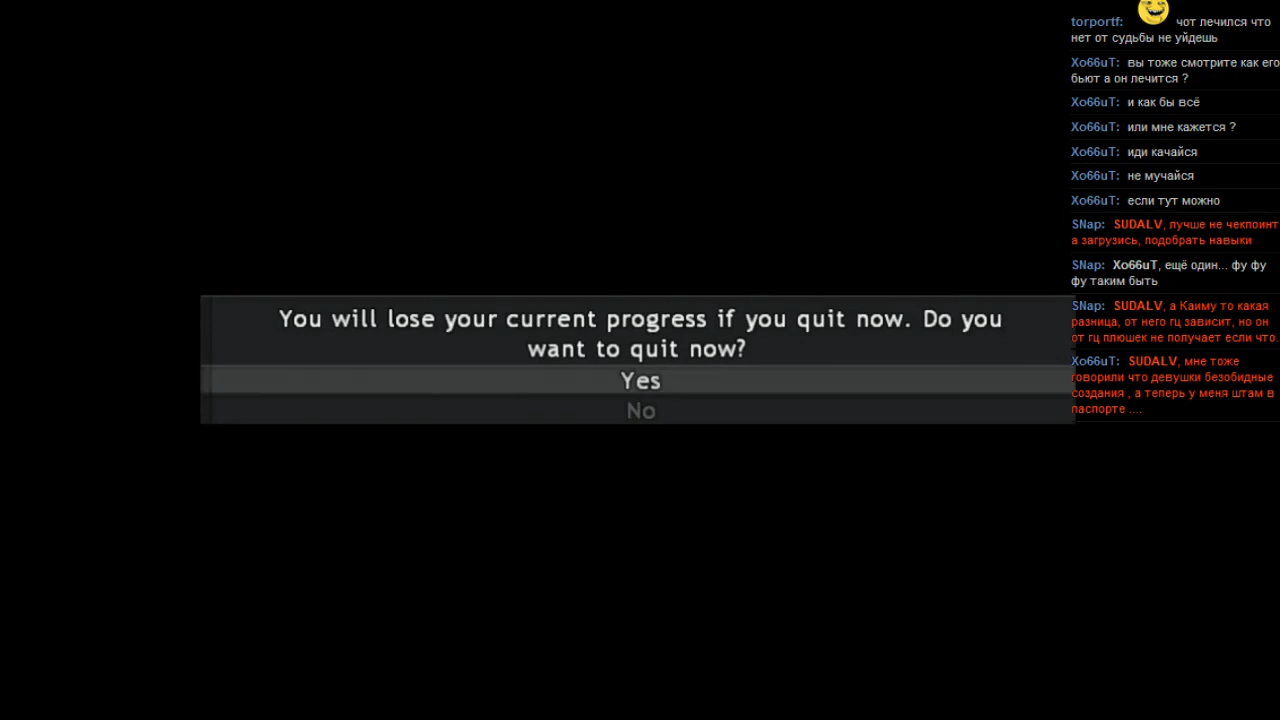 torportf: чот лечился что
нет от судьбы не уйдешь
Xo66uT: вы тоже смотрите как его
бьют а он лечится ?
Xo66uT: и как бы всё
Xo66uT: или мне кажется ?
Xo66uT: иди качайся
Xo66uT: не мучайся
Xo66uT: если тут можно
SNap: SUDALV, лучше не чекпоинт
а загрузись, подобрать навыки
SNap: Xo66uT, ещё один... фу фу
фу таким быть
SNap: SUDALV, а Каиму то какая
разница, от него гц зависит, но он
от гц плюшек не получает если что.
Xo66uT: SUDALV, мне тоже
говорили что девушки безобидные
создания , а теперь у меня штам в
паспорте ....
You will lose your current progress if you quit now. Do you
want to quit now?
Yes
No